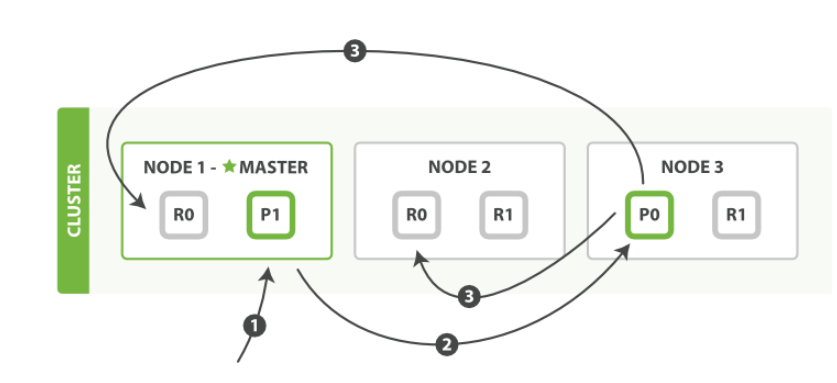 3
CLUSTER
NODE 1 - ★MASTER
R0
P1
NODE 2
R0
R1
NODE 3
P0
R1
3
1
2